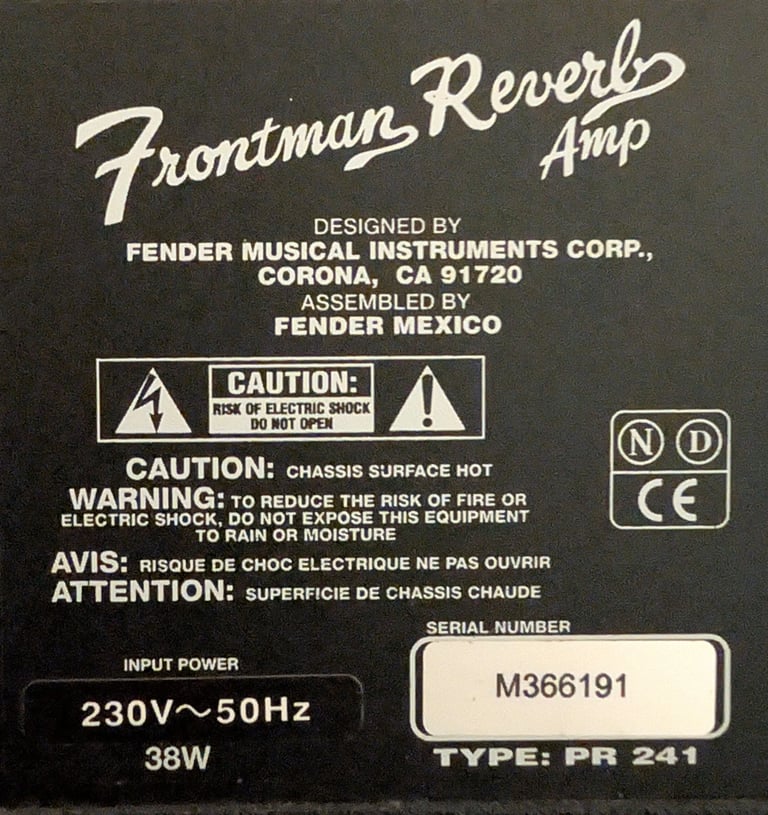 Frontman Reverb
Amp
DESIGNED BY
FENDER MUSICAL INSTRUMENTS CORP.,
CORONA, CA 91720
ASSEMBLED BY
FENDER MEXICO
CAUTION:
RISK OF ELECTRIC SHOCK
DO NOT OPEN
N D
CE
CAUTION: CHASSIS SURFACE HOT
WARNING: TO REDUCE THE RISK OF FIRE OR
ELECTRIC SHOCK, DO NOT EXPOSE THIS EQUIPMENT
TO RAIN OR MOISTURE
AVIS: RISQUE DE CHOC ELECTRIQUE NE PAS OUVRIR
ATTENTION: SUPERFICIE DE CHASSIS CHAUDE
INPUT POWER
230V~50Hz
38W
SERIAL NUMBER
M366191
TYPE: PR 241